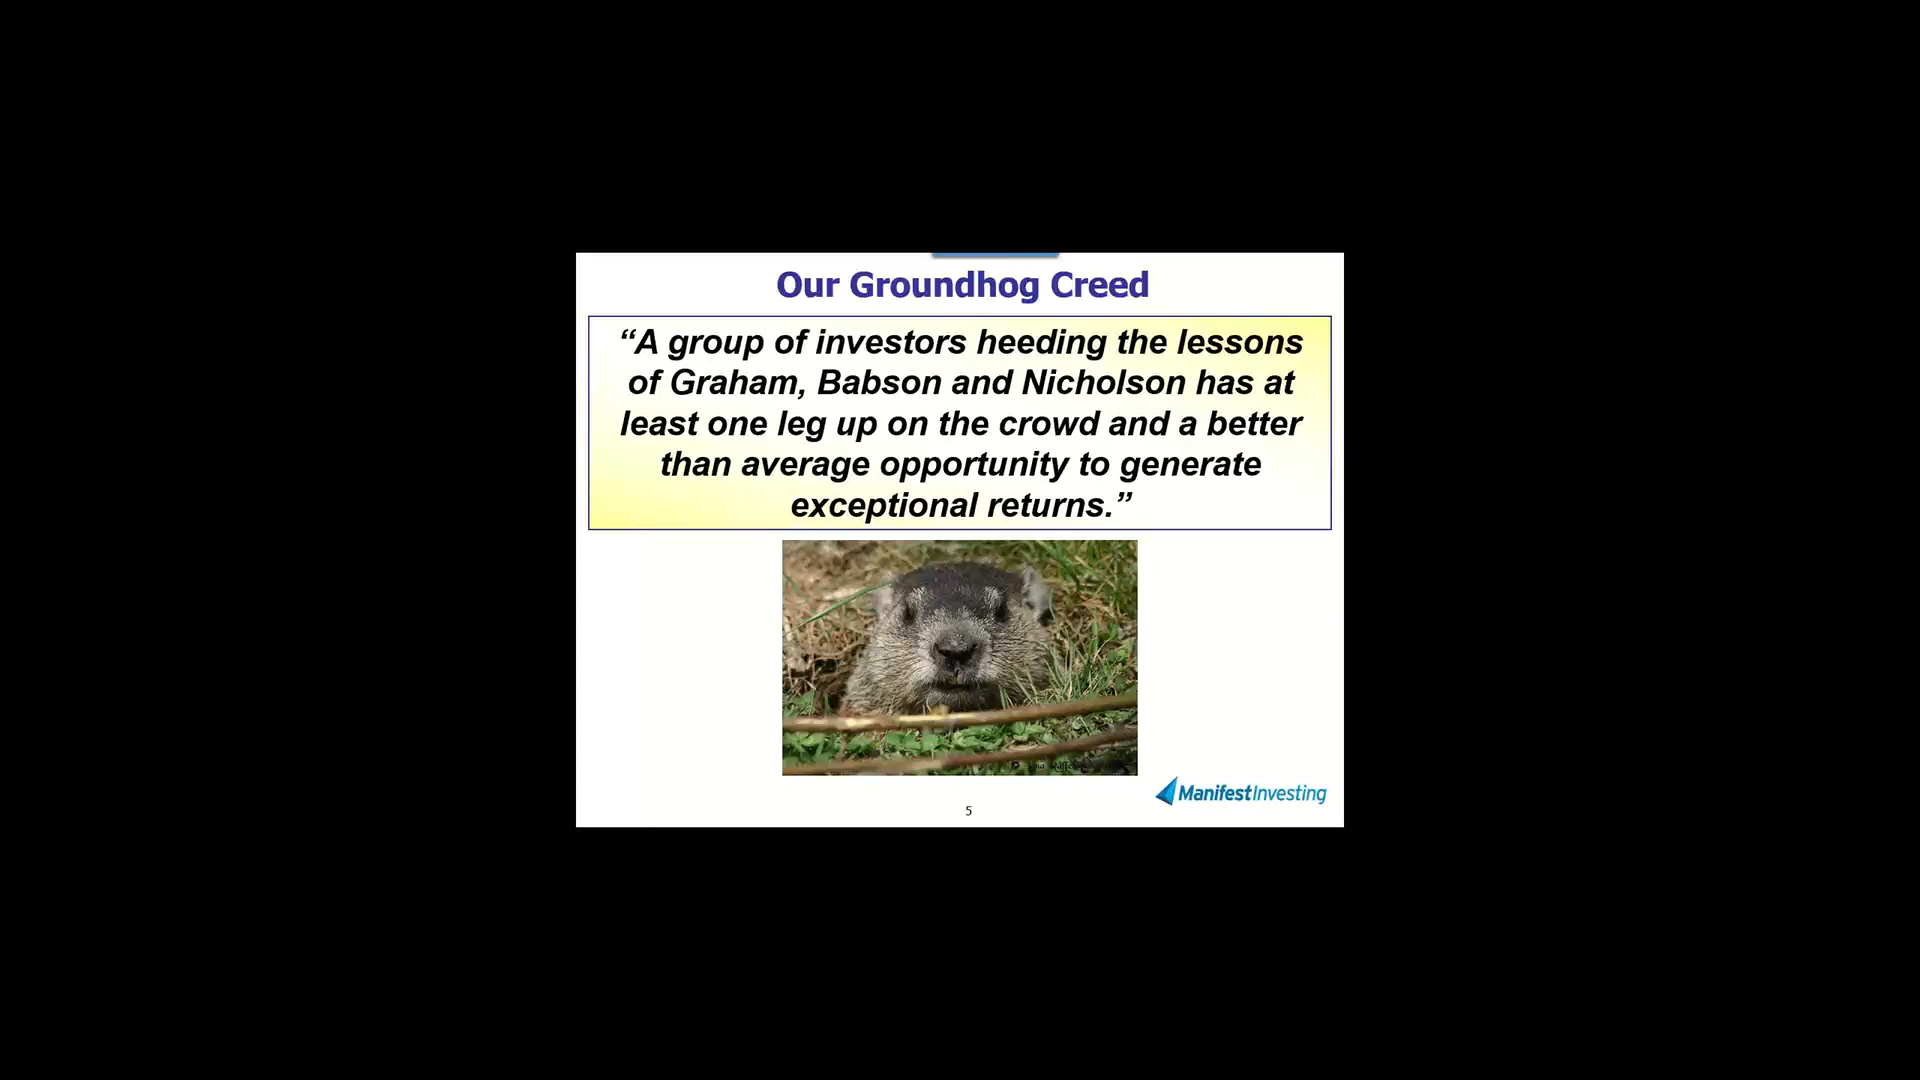 Our Groundhog Creed
“A group of investors heeding the lessons
of Graham, Babson and Nicholson has at
least one leg up on the crowd and a better
than average opportunity to generate
exceptional returns.”
ManifestInvesting
5